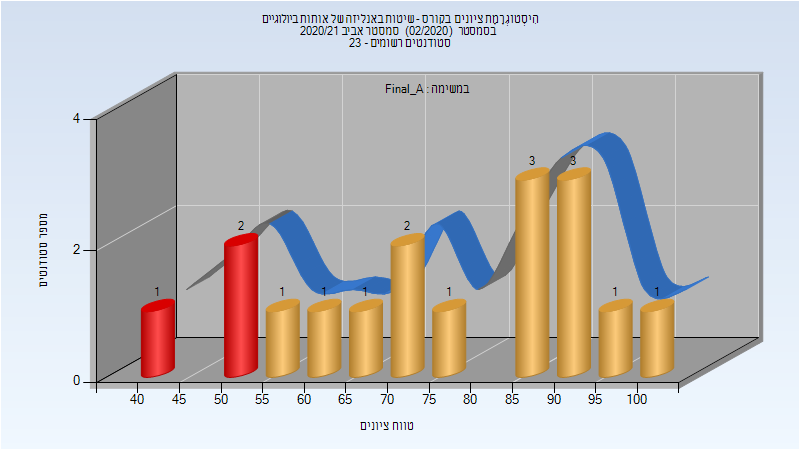 הִיסְטוֹגְרַמַת ציונים בקורס - שיטות באנליזה של אותות ביולוגיים
בסמסטר (02/2020) סמסטר אביב 2020/21
סטודנטים רשומים - 23
במשימה : Final_A
4
2
0
מספר סטודנטים
1
2
1
1
1
2
1
3
3
1
1
40 45 50 55 60 65 70 75 80 85 90 95 100
טווח ציונים